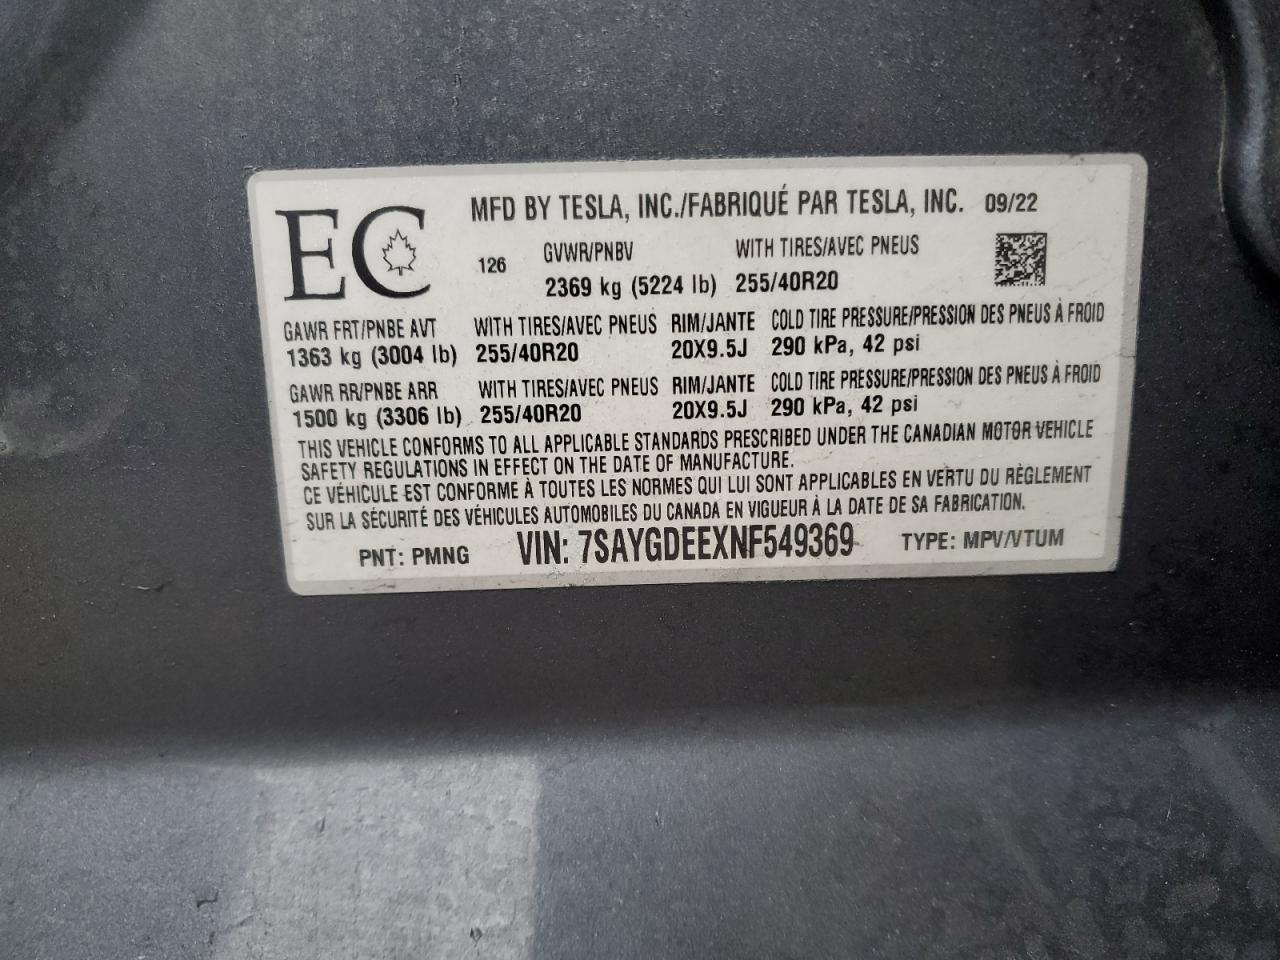 EC
MFD BY TESLA, INC./FABRIQUÉ PAR TESLA, INC. 09/22
126 GVWR/PNBV WITH TIRES/AVEC PNEUS
2369 kg (5224 lb) 255/40R20
GAWR FRT/PNBE AVT WITH TIRES/AVEC PNEUS RIM/JANTE COLD TIRE PRESSURE/PRESSION DES PNEUS À FROID
1363 kg (3004 lb) 255/40R20 20X9.5J 290 kPa, 42 psi
GAWR RR/PNBE ARR WITH TIRES/AVEC PNEUS RIM/JANTE COLD TIRE PRESSURE/PRESSION DES PNEUS À FROID
1500 kg (3306 lb) 255/40R20 20X9.5J 290 kPa, 42 psi
THIS VEHICLE CONFORMS TO ALL APPLICABLE STANDARDS PRESCRIBED UNDER THE CANADIAN MOTOR VEHICLE
SAFETY REGULATIONS IN EFFECT ON THE DATE OF MANUFACTURE.
CE VÉHICULE EST CONFORME À TOUTES LES NORMES QUI LUI SONT APPLICABLES EN VERTU DU RÈGLEMENT
SUR LA SÉCURITÉ DES VÉHICULES AUTOMOBILES DU CANADA EN VIGUEUR À LA DATE DE SA FABRICATION.
PNT: PMNG VIN: 7SAYGDEEXNF549369 TYPE: MPV/VTUM